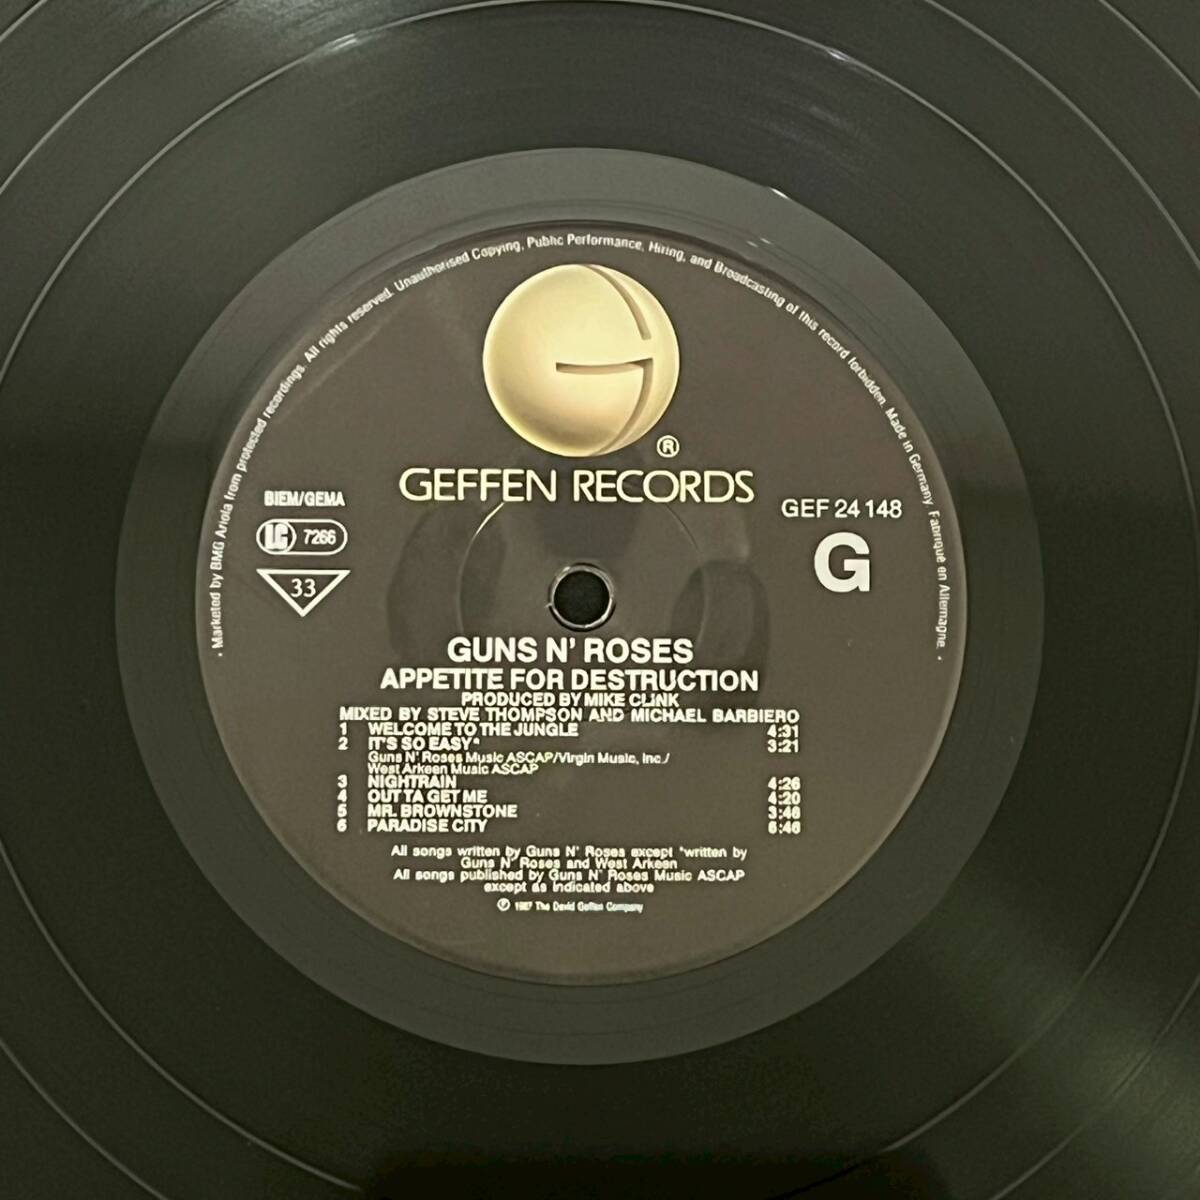 . Marketed by BMG Ariola from protected recordings. All rights reserved. Unauthorised Copying, Public Performance, Hiring, and Broadcasting of this record forbidden. Made in Germany. Fabriqué en Allemagne. .
®
GEFFEN RECORDS
BIEM/GEMA
LC 7266
33
GEF 24 148
G
GUNS N' ROSES
APPETITE FOR DESTRUCTION
PRODUCED BY MIKE CLINK
MIXED BY STEVE THOMPSON AND MICHAEL BARBIERO
1 WELCOME TO THE JUNGLE 4:31
2 IT'S SO EASY* 3:21
Guns N' Roses Music ASCAP/Virgin Music, Inc./
West Arkeen Music ASCAP
3 NIGHTRAIN 4:26
4 OUT TA GET ME 4:20
5 MR. BROWNSTONE 3:46
6 PARADISE CITY 6:46
All songs written by Guns N' Roses except *written by
Guns N' Roses and West Arkeen
All songs published by Guns N' Roses Music ASCAP
except as indicated above
℗ 1987 The David Geffen Company